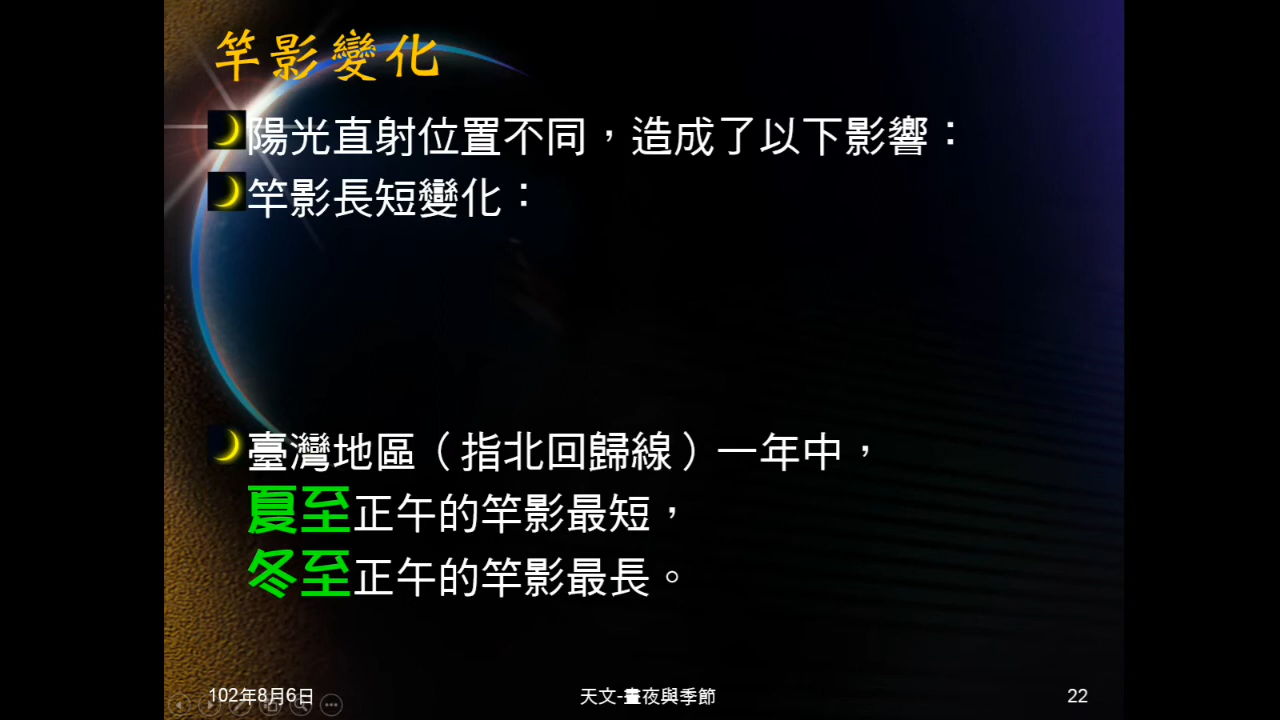 竿影變化
陽光直射位置不同，造成了以下影響：
竿影長短變化：
臺灣地區（指北回歸線）一年中，
夏至正午的竿影最短，
冬至正午的竿影最長。
102年8月6日
天文-晝夜與季節
22